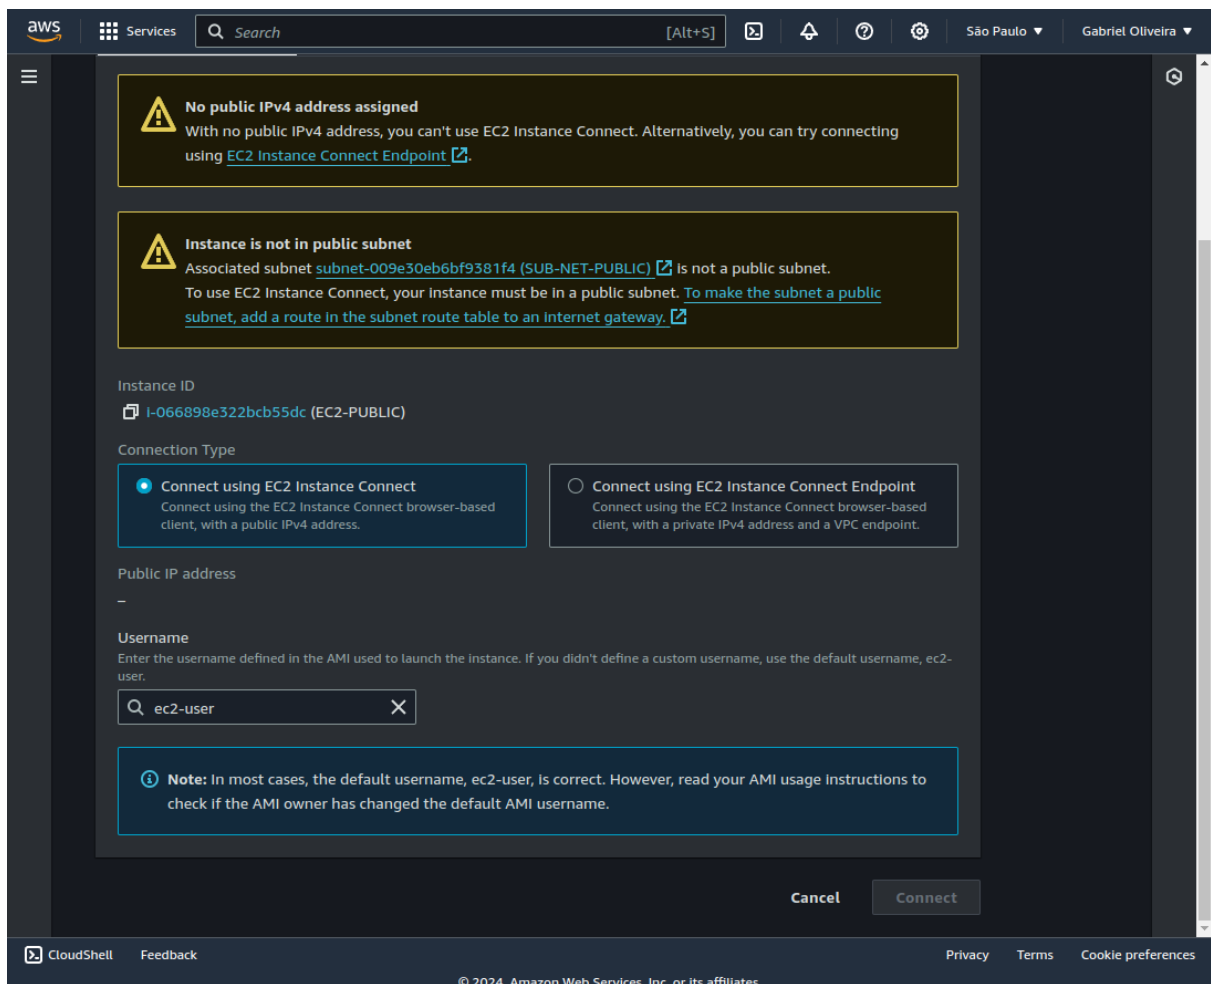 aws
Services
Search
[Alt+S]
São Paulo ▼
Gabriel Oliveira ▼
No public IPv4 address assigned
With no public IPv4 address, you can't use EC2 Instance Connect. Alternatively, you can try connecting
using EC2 Instance Connect Endpoint.
Instance is not in public subnet
Associated subnet subnet-009e30eb6bf9381f4 (SUB-NET-PUBLIC) is not a public subnet.
To use EC2 Instance Connect, your instance must be in a public subnet. To make the subnet a public
subnet, add a route in the subnet route table to an internet gateway.
Instance ID
i-066898e322bcb55dc (EC2-PUBLIC)
Connection Type
Connect using EC2 Instance Connect
Connect using the EC2 Instance Connect browser-based
client, with a public IPv4 address.
Connect using EC2 Instance Connect Endpoint
Connect using the EC2 Instance Connect browser-based
client, with a private IPv4 address and a VPC endpoint.
Public IP address
–
Username
Enter the username defined in the AMI used to launch the instance. If you didn't define a custom username, use the default username, ec2-
user.
ec2-user
Note: In most cases, the default username, ec2-user, is correct. However, read your AMI usage instructions to
check if the AMI owner has changed the default AMI username.
Cancel
Connect
CloudShell
Feedback
Privacy
Terms
Cookie preferences
© 2024, Amazon Web Services, Inc. or its affiliates.